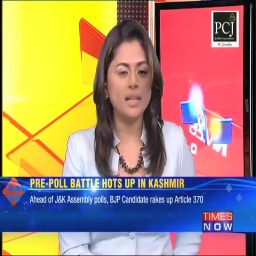 PCJ
PC Jeweller
PRE-POLL BATTLE HOTS UP IN KASHMIR
Ahead of J&K Assembly polls, BJP Candidate rakes up Article 370
TIMES
NOW